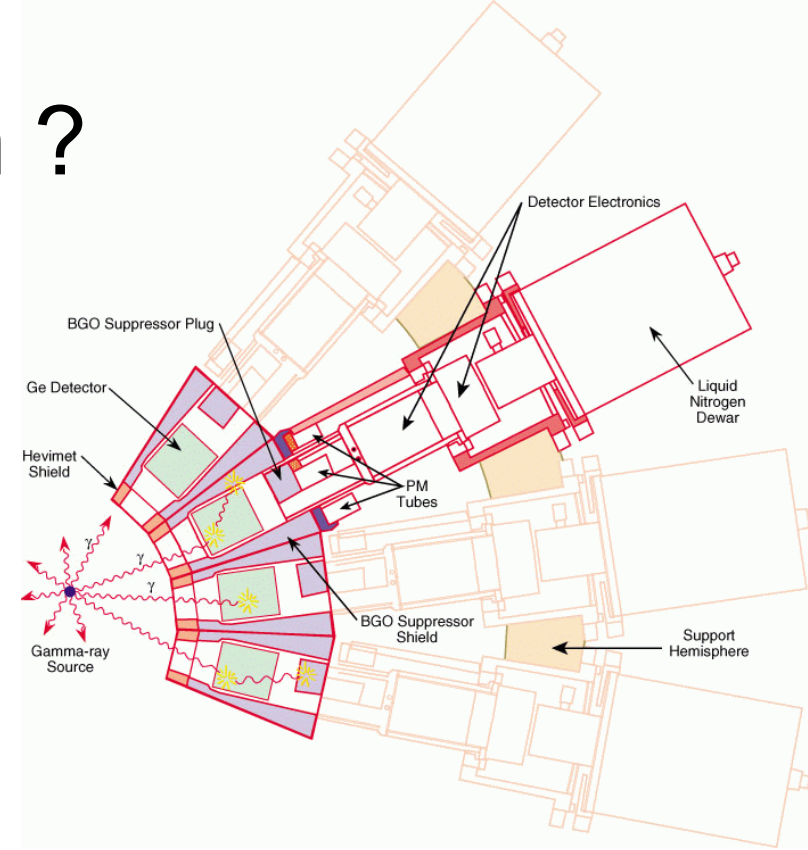 ?
Detector Electronics
BGO Suppressor Plug
Ge Detector
Liquid
Nitrogen
Dewar
Hevimet
Shield
PM
Tubes
γ
γ
γ
BGO Suppressor
Shield
Support
Hemisphere
Gamma-ray
Source